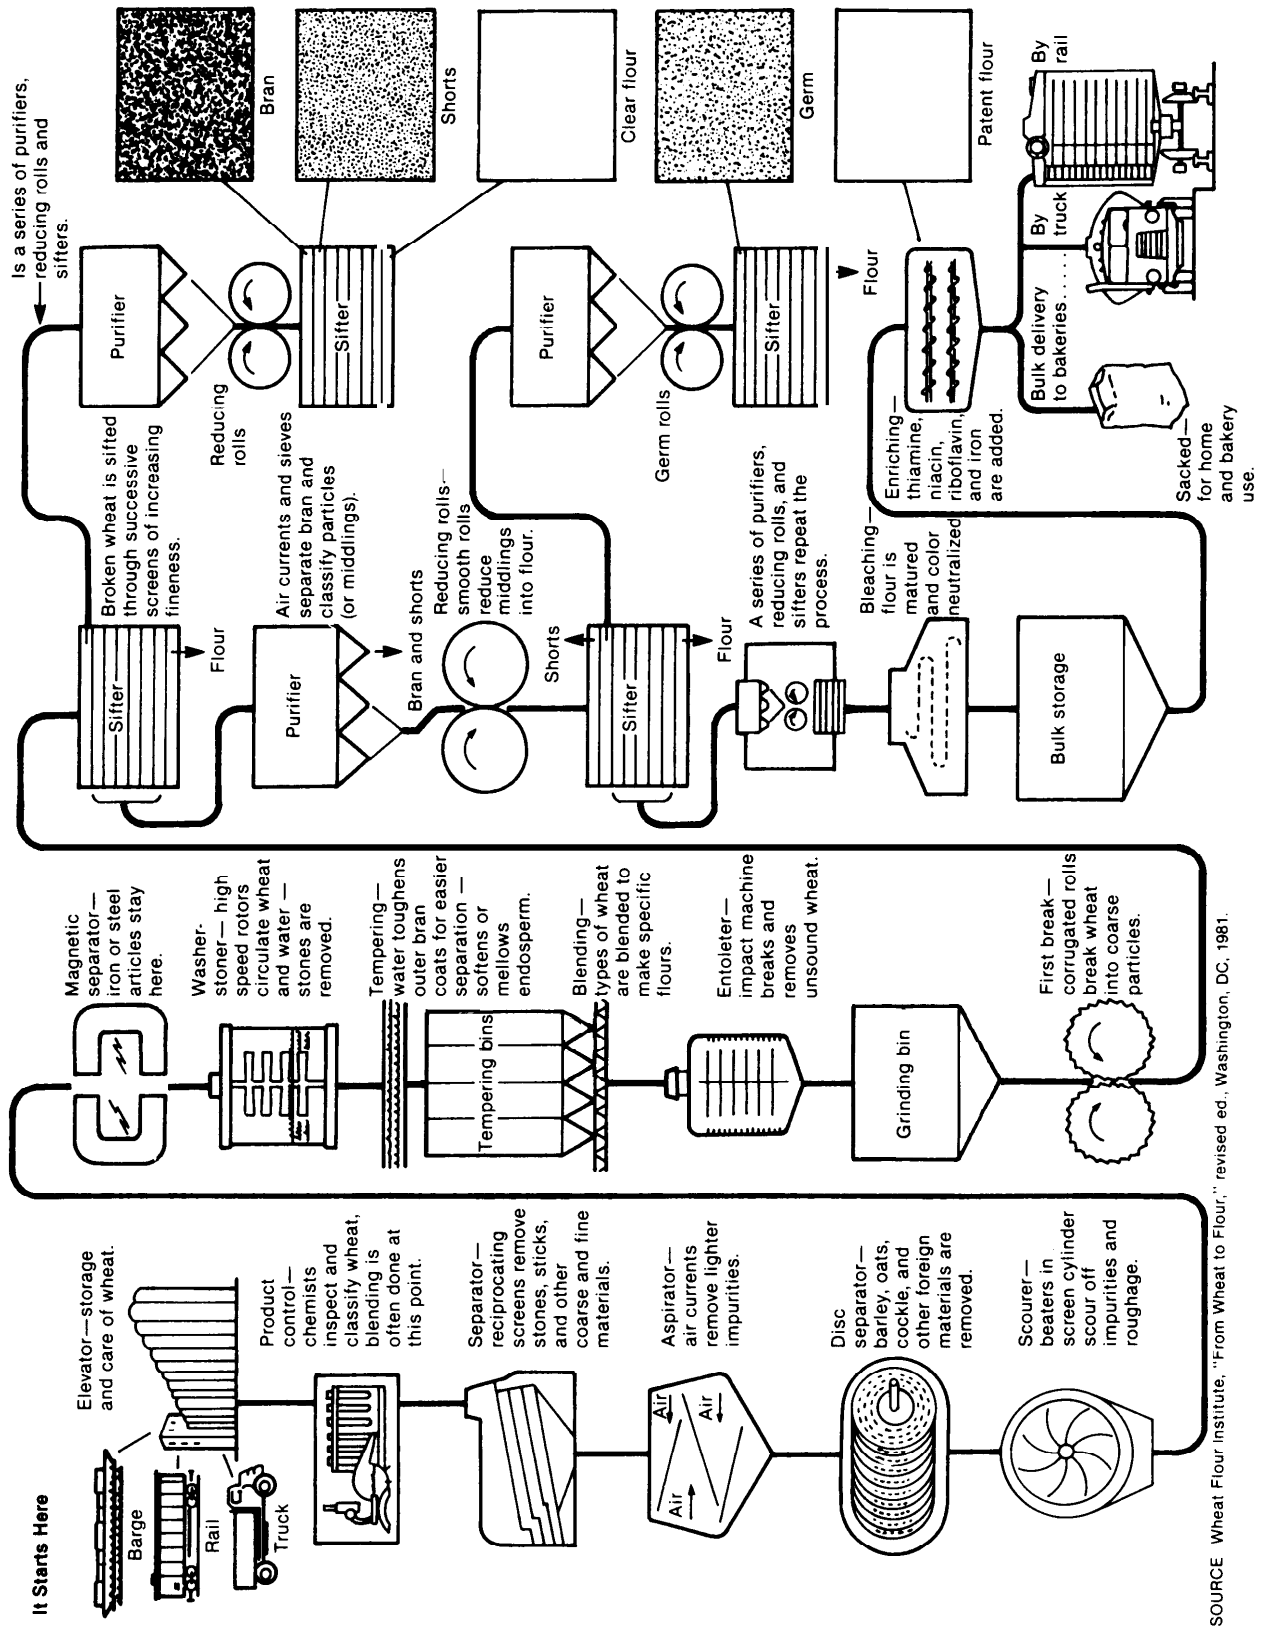 It Starts Here
Barge
Rail
Truck
Elevator—storage
and care of wheat.
Product
control—
chemists
inspect and
classify wheat,
blending is
often done at
this point.
Separator—
reciprocating
screens remove
stones, sticks,
and other
coarse and fine
materials.
Air
Air
Air
Aspirator—
air currents
remove lighter
impurities.
Disc
separator—
barley, oats,
cockle, and
other foreign
materials are
removed.
Scourer—
beaters in
screen cylinder
scour off
impurities and
roughage.
Magnetic
separator—
iron or steel
articles stay
here.
Washer-
stoner— high
speed rotors
circulate wheat
and water —
stones are
removed.
Tempering—
water toughens
outer bran
coats for easier
separation —
softens or
mellows
endosperm.
Tempering bins
Blending—
types of wheat
are blended to
make specific
flours.
Entoleter—
impact machine
breaks and
removes
unsound wheat.
Grinding bin
First break—
corrugated rolls
break wheat
into coarse
particles.
Sifter
Flour
Broken wheat is sifted
through successive
screens of increasing
fineness.
Purifier
Bran and shorts
Air currents and sieves
separate bran and
classify particles
(or middlings).
Reducing rolls—
smooth rolls
reduce
middlings
into flour.
Shorts
Sifter
Flour
A series of purifiers,
reducing rolls, and
sifters repeat the
process.
Bleaching—
flour is
matured
and color
neutralized
Bulk storage
Is a series of purifiers,
reducing rolls and
sifters.
Purifier
Reducing
rolls
Sifter
Bran
Shorts
Clear flour
Purifier
Germ rolls
Sifter
Flour
Germ
Enriching—
thiamine,
niacin,
riboflavin,
and iron
are added.
Patent flour
Bulk delivery
to bakeries.....
By
truck
By
rail
Sacked—
for home
and bakery
use.
SOURCE Wheat Flour Institute, "From Wheat to Flour," revised ed., Washington, DC, 1981.